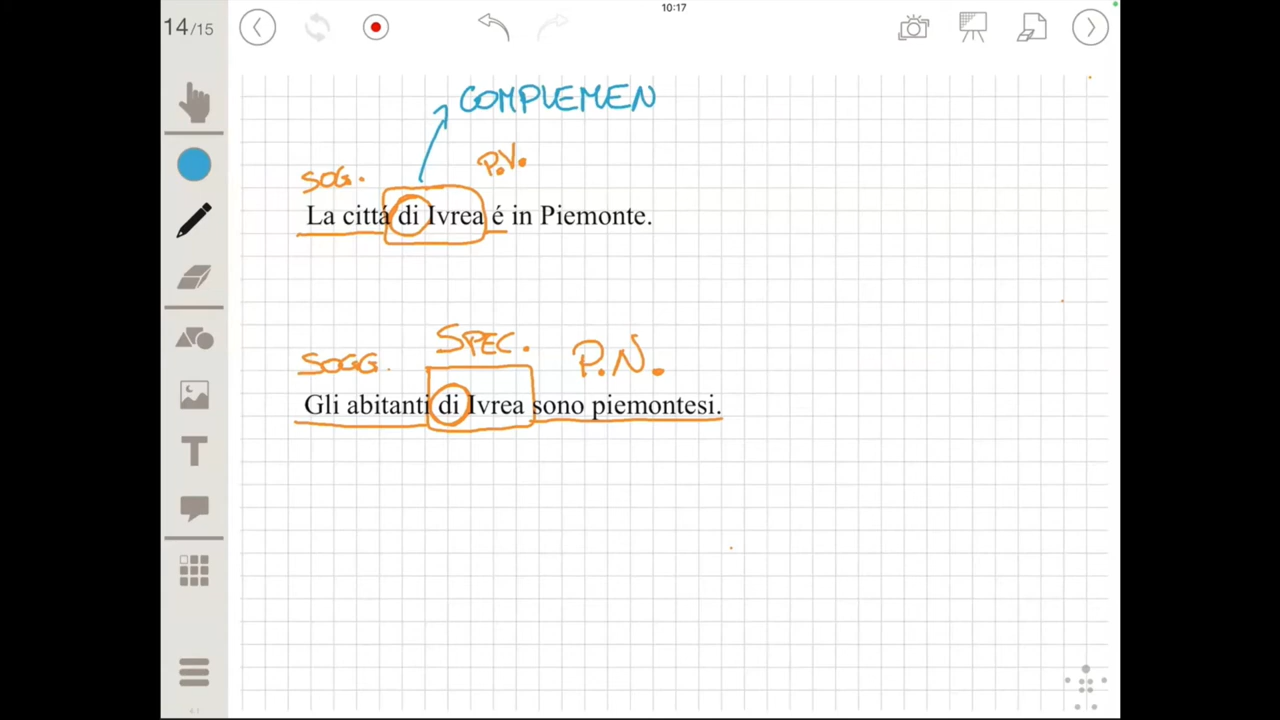 10:17
14/15
COMPLEMEN
P.V.
SOG.
La cittá di Ivrea é in Piemonte.
SPEC.
SOGG.
P.N.
Gli abitanti di Ivrea sono piemontesi.
T